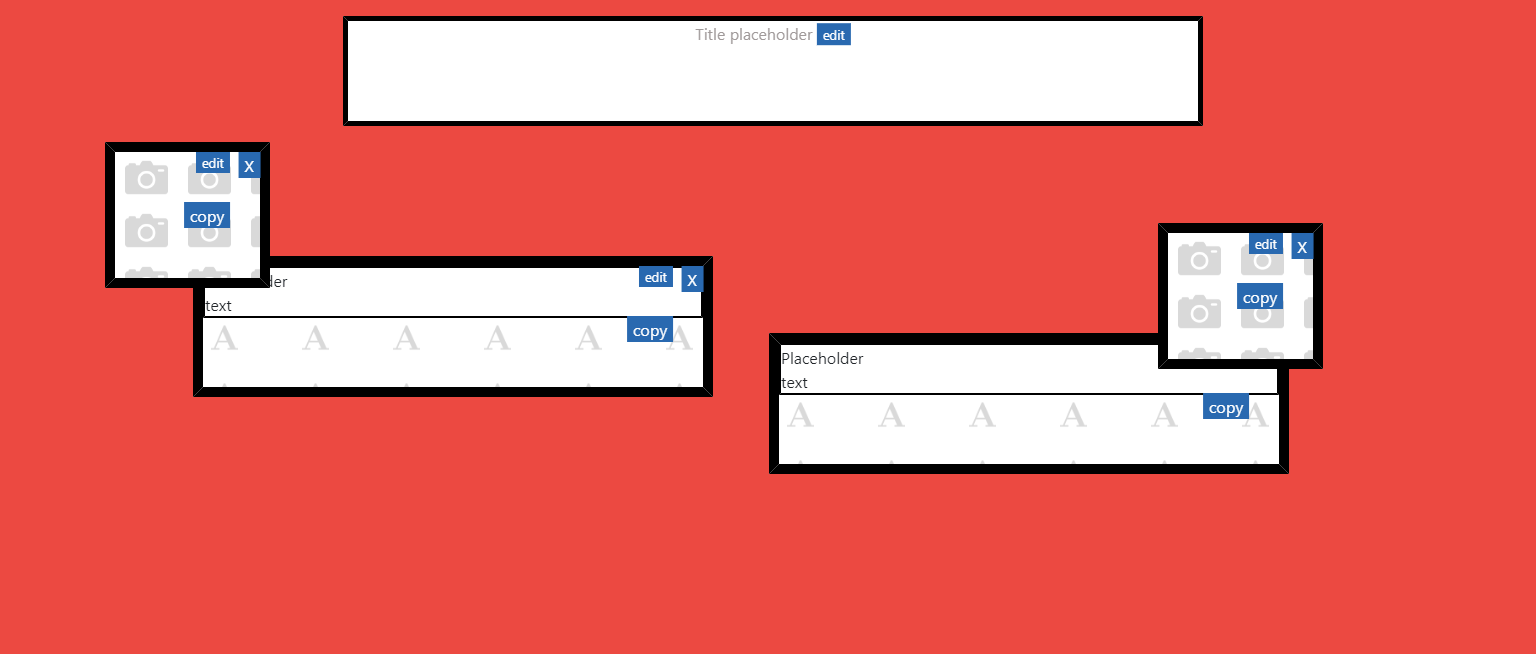 Title placeholder edit
edit X
copy
edit X
text
copy
edit X
copy
Placeholder
text
copy